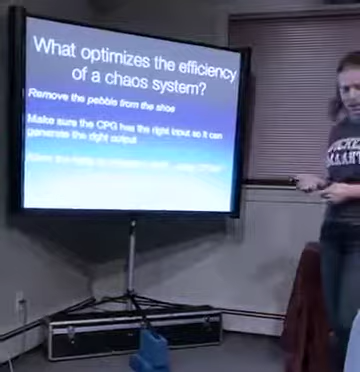 What optimizes the efficiency
of a chaos system?
Remove the pebble from the shoe
Make sure the CPG has the right input so it can
generate the right output